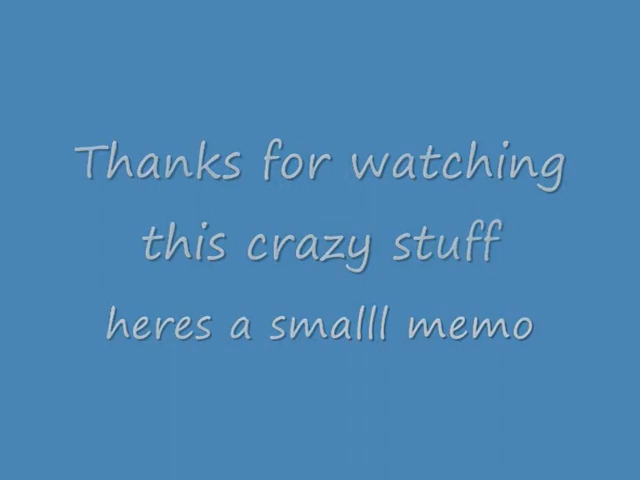 Thanks for watching
this crazy stuff
heres a smalll memo